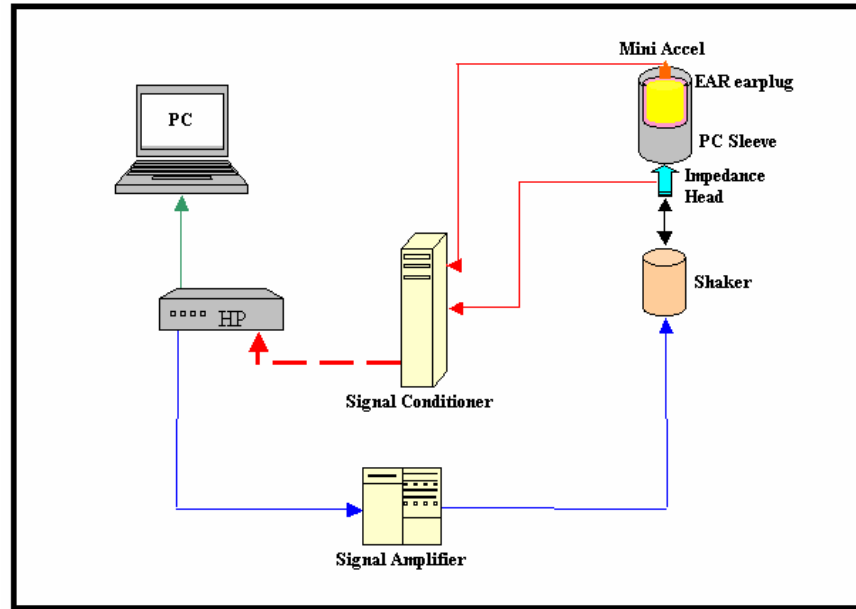 Mini Accel
EAR earplug
PC
PC Sleeve
Impedance
Head
Shaker
HP
Signal Conditioner
Signal Amplifier